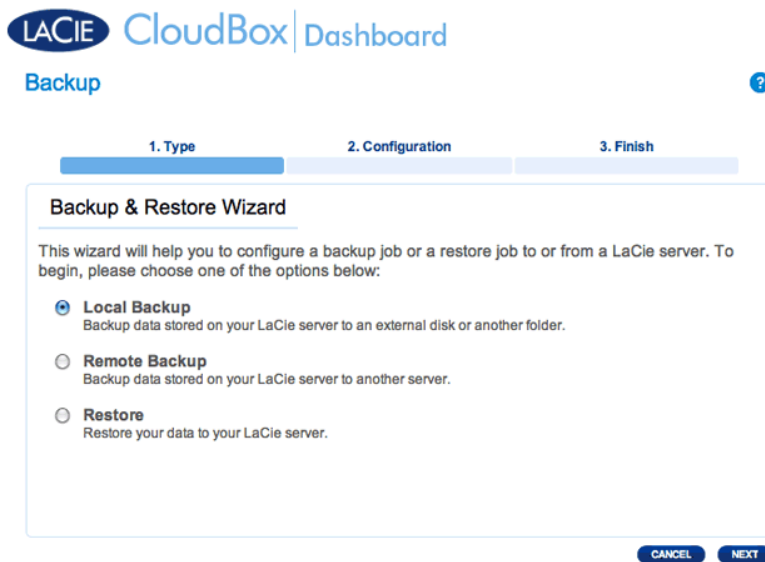 LACIE CloudBox Dashboard
Backup
?
1. Type 2. Configuration 3. Finish
Backup & Restore Wizard
This wizard will help you to configure a backup job or a restore job to or from a LaCie server. To
begin, please choose one of the options below:
Local Backup
Backup data stored on your LaCie server to an external disk or another folder.
Remote Backup
Backup data stored on your LaCie server to another server.
Restore
Restore your data to your LaCie server.
CANCEL NEXT